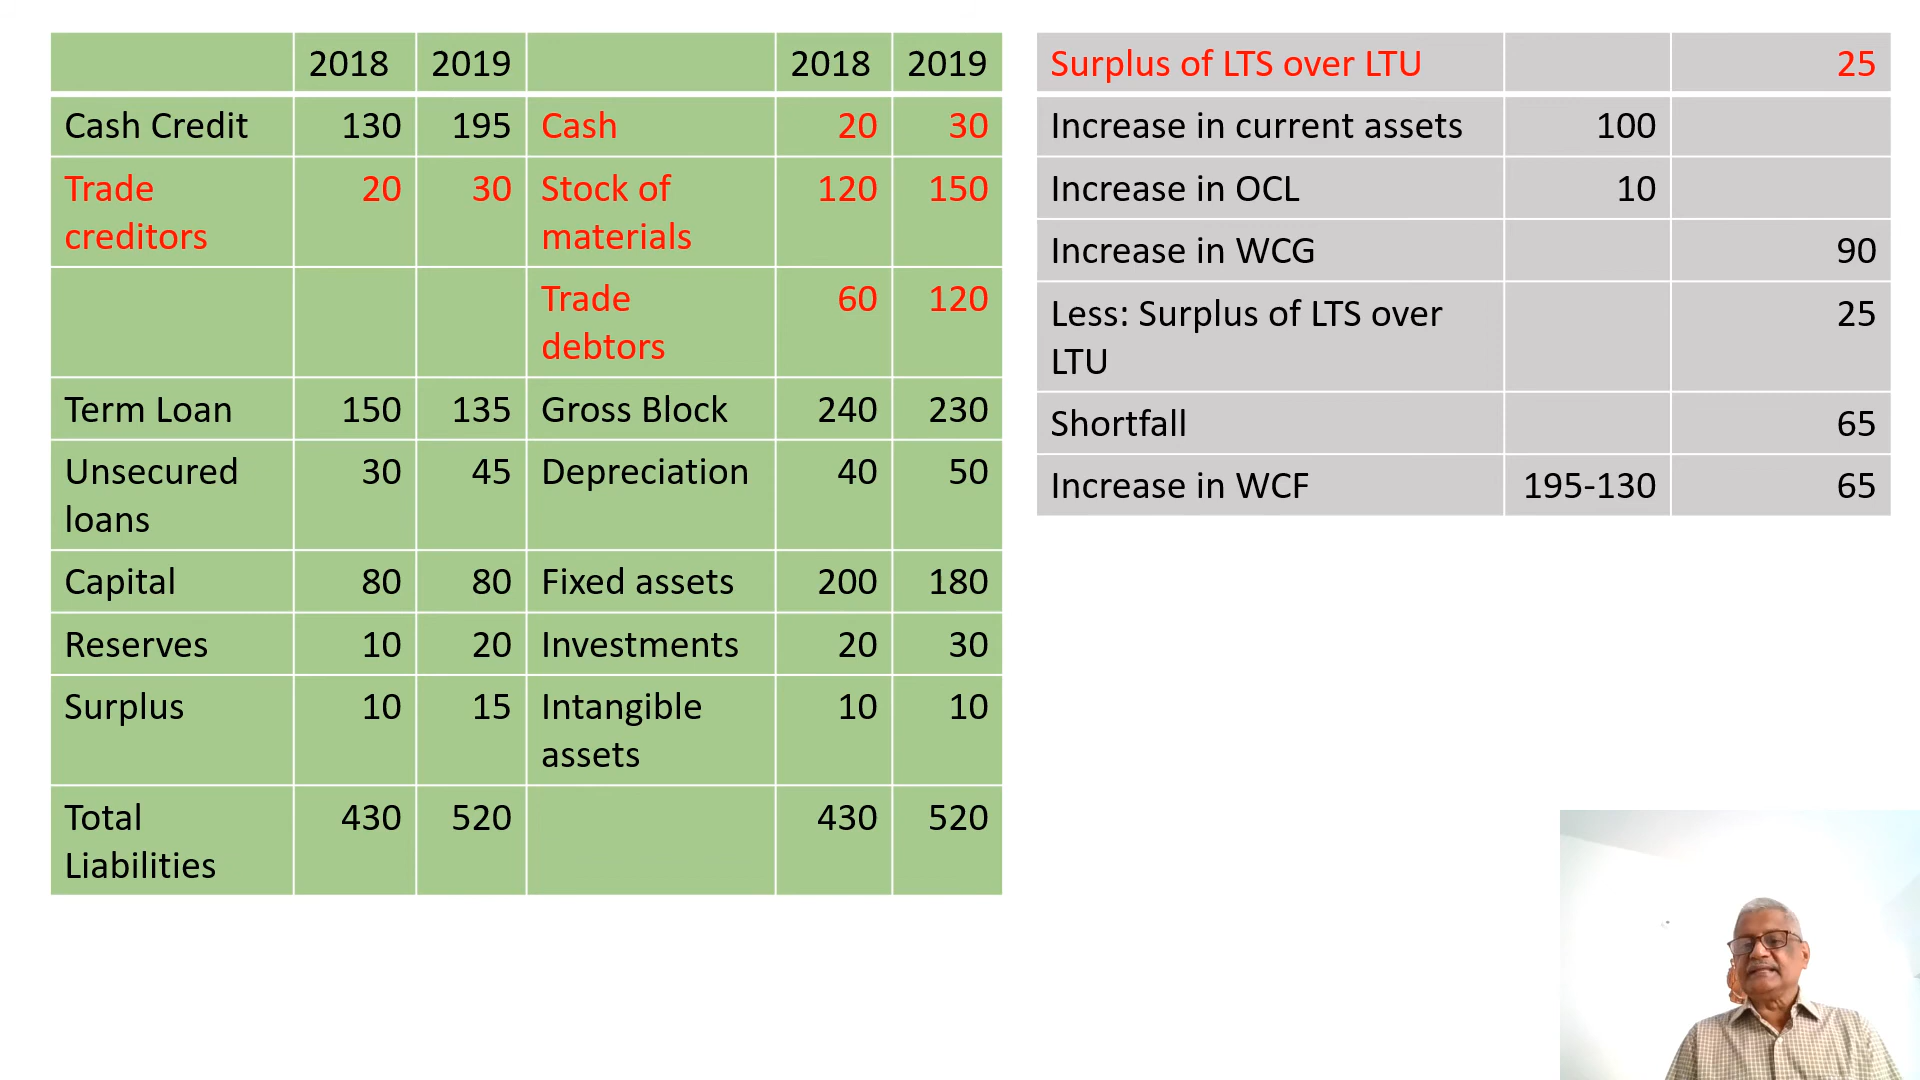 2018 2019 2018 2019
Cash Credit 130 195 Cash 20 30
Trade creditors 20 30 Stock of materials 120 150
Trade debtors 60 120
Term Loan 150 135 Gross Block 240 230
Unsecured loans 30 45 Depreciation 40 50
Capital 80 80 Fixed assets 200 180
Reserves 10 20 Investments 20 30
Surplus 10 15 Intangible assets 10 10
Total Liabilities 430 520 430 520
Surplus of LTS over LTU 25
Increase in current assets 100
Increase in OCL 10
Increase in WCG 90
Less: Surplus of LTS over LTU 25
Shortfall 65
Increase in WCF 195-130 65